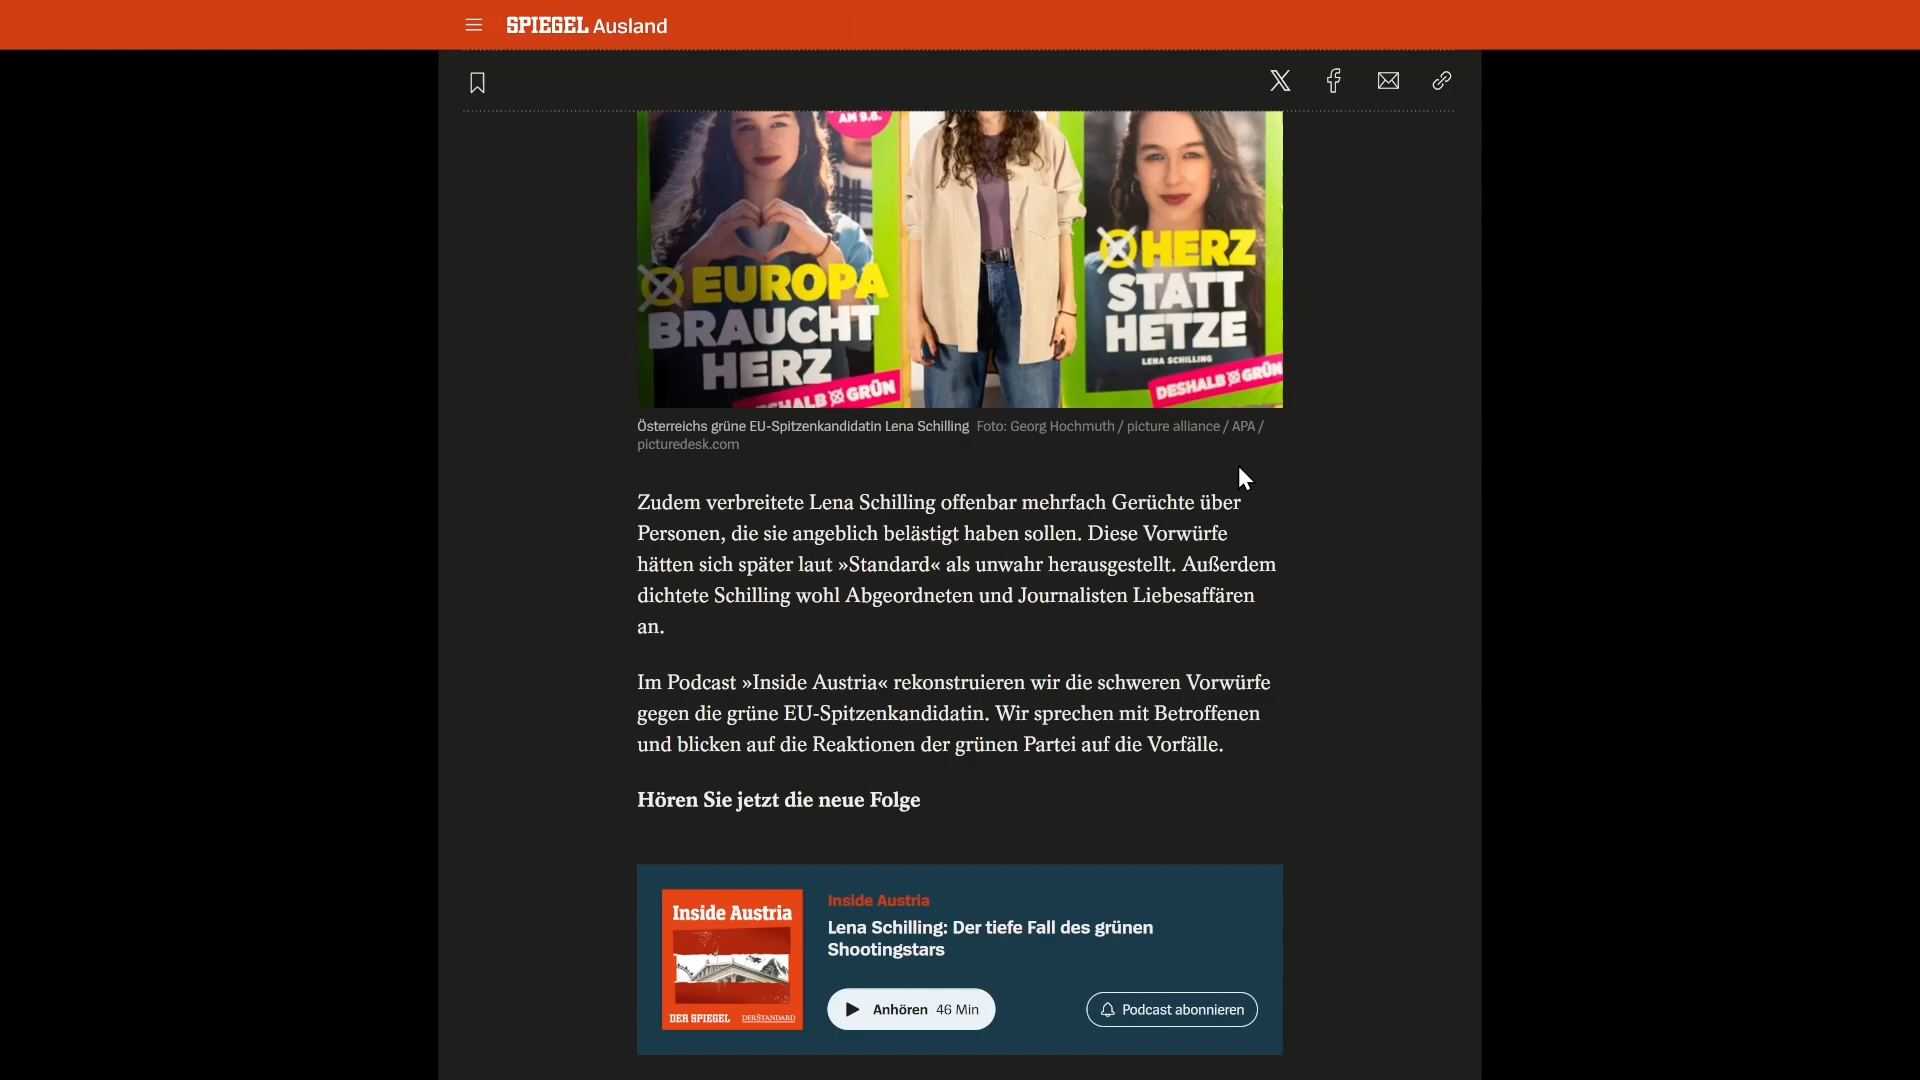 SPIEGEL Ausland
AM 9.6.
EUROPA
BRAUCHT
HERZ
DESHALB GRÜN
HERZ
STATT
HETZE
LENA SCHILLING
DESHALB GRÜN
Österreichs grüne EU-Spitzenkandidatin Lena Schilling Foto: Georg Hochmuth / picture alliance / APA /
picturedesk.com
Zudem verbreitete Lena Schilling offenbar mehrfach Gerüchte über
Personen, die sie angeblich belästigt haben sollen. Diese Vorwürfe
hätten sich später laut »Standard« als unwahr herausgestellt. Außerdem
dichtete Schilling wohl Abgeordneten und Journalisten Liebesaffären
an.
Im Podcast »Inside Austria« rekonstruieren wir die schweren Vorwürfe
gegen die grüne EU-Spitzenkandidatin. Wir sprechen mit Betroffenen
und blicken auf die Reaktionen der grünen Partei auf die Vorfälle.
Hören Sie jetzt die neue Folge
Inside Austria
DER SPIEGEL DERSTANDARD
Inside Austria
Lena Schilling: Der tiefe Fall des grünen
Shootingstars
Anhören 46 Min
Podcast abonnieren